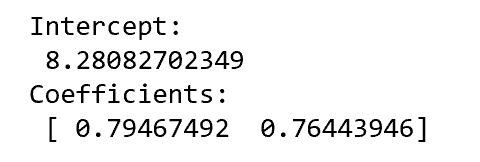 Intercept:
8.28082702349
Coefficients:
[ 0.79467492  0.76443946]